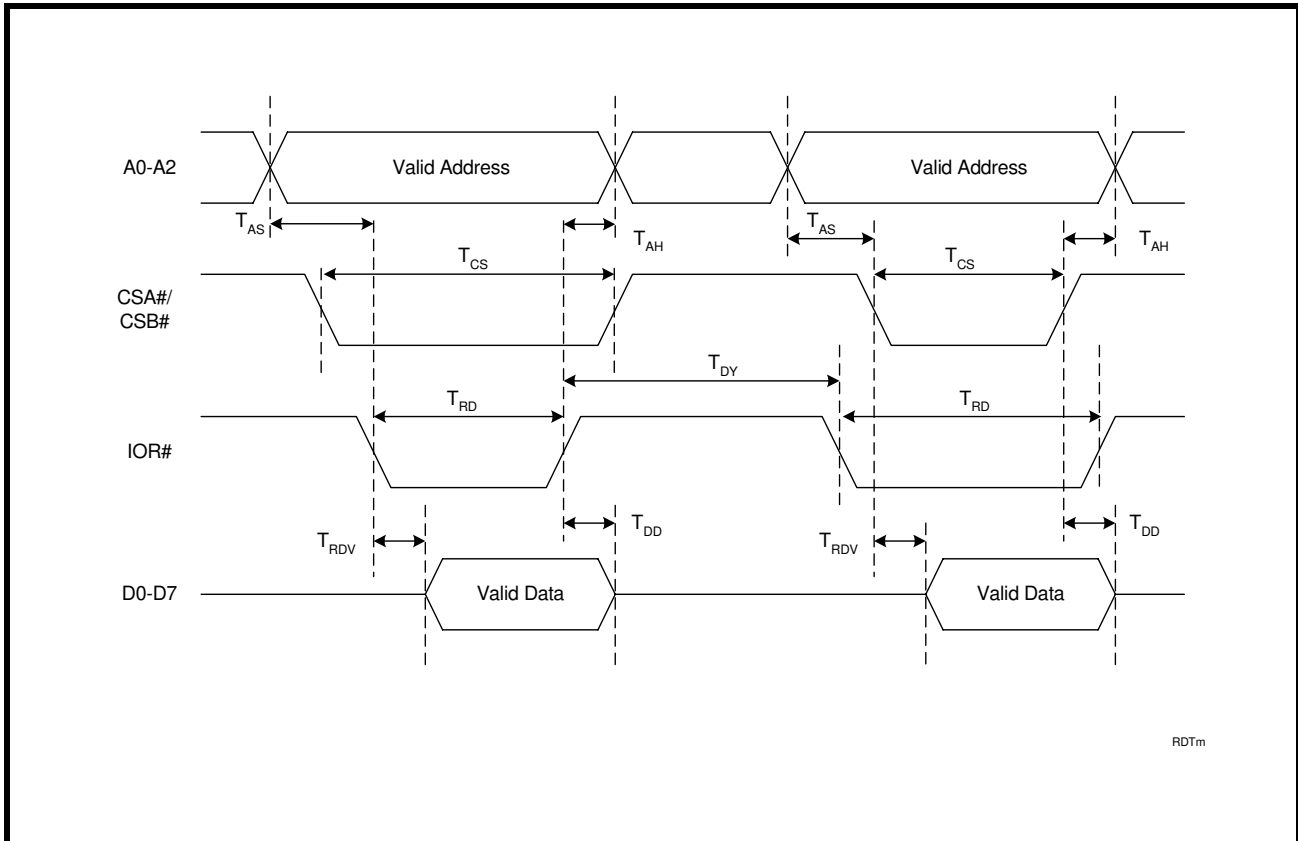 A0-A2
Valid Address
Valid Address
TAS
TAH
TAS
TAH
TCS
TCS
CSA#/
CSB#
TDY
TRD
TRD
IOR#
TRDV
TDD
TRDV
TDD
D0-D7
Valid Data
Valid Data
RDTm